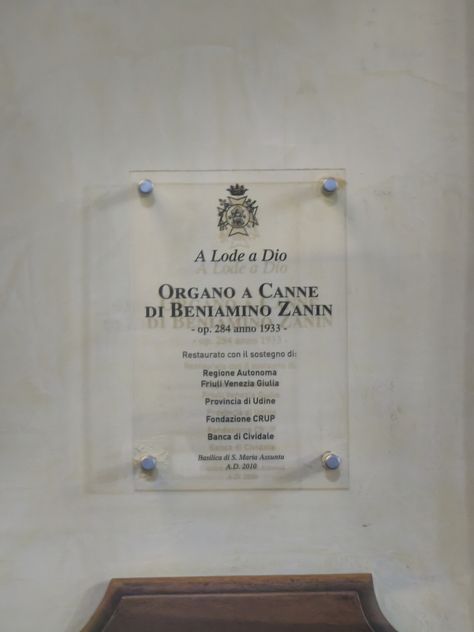 A Lode a Dio
ORGANO A CANNE
DI BENIAMINO ZANIN
- op. 284 anno 1933 -
Restaurato con il sostegno di:
Regione Autonoma
Friuli Venezia Giulia
Provincia di Udine
Fondazione CRUP
Banca di Cividale
Basilica di S. Maria Assunta
A.D. 2010